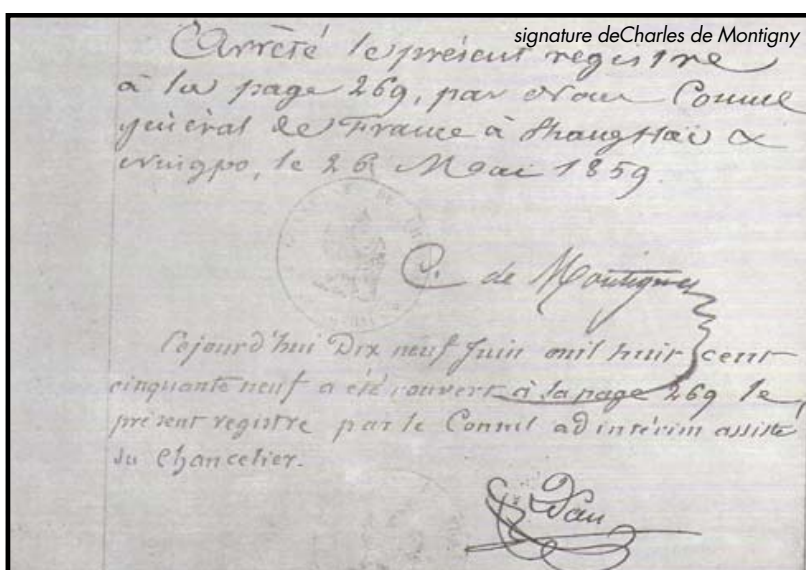 signature deCharles de Montigny
Arrêté le présent registre
à la page 269, par Nous Consul
général de France à Shanghai &
Ningpo, le 26 Mai 1859.
C. de Montigny
Cejourd'hui Dix neuf Juin mil huit cent
cinquante neuf a été rouvert à la page 269 le
présent registre par le Consul ad intérim assisté
du Chancelier.